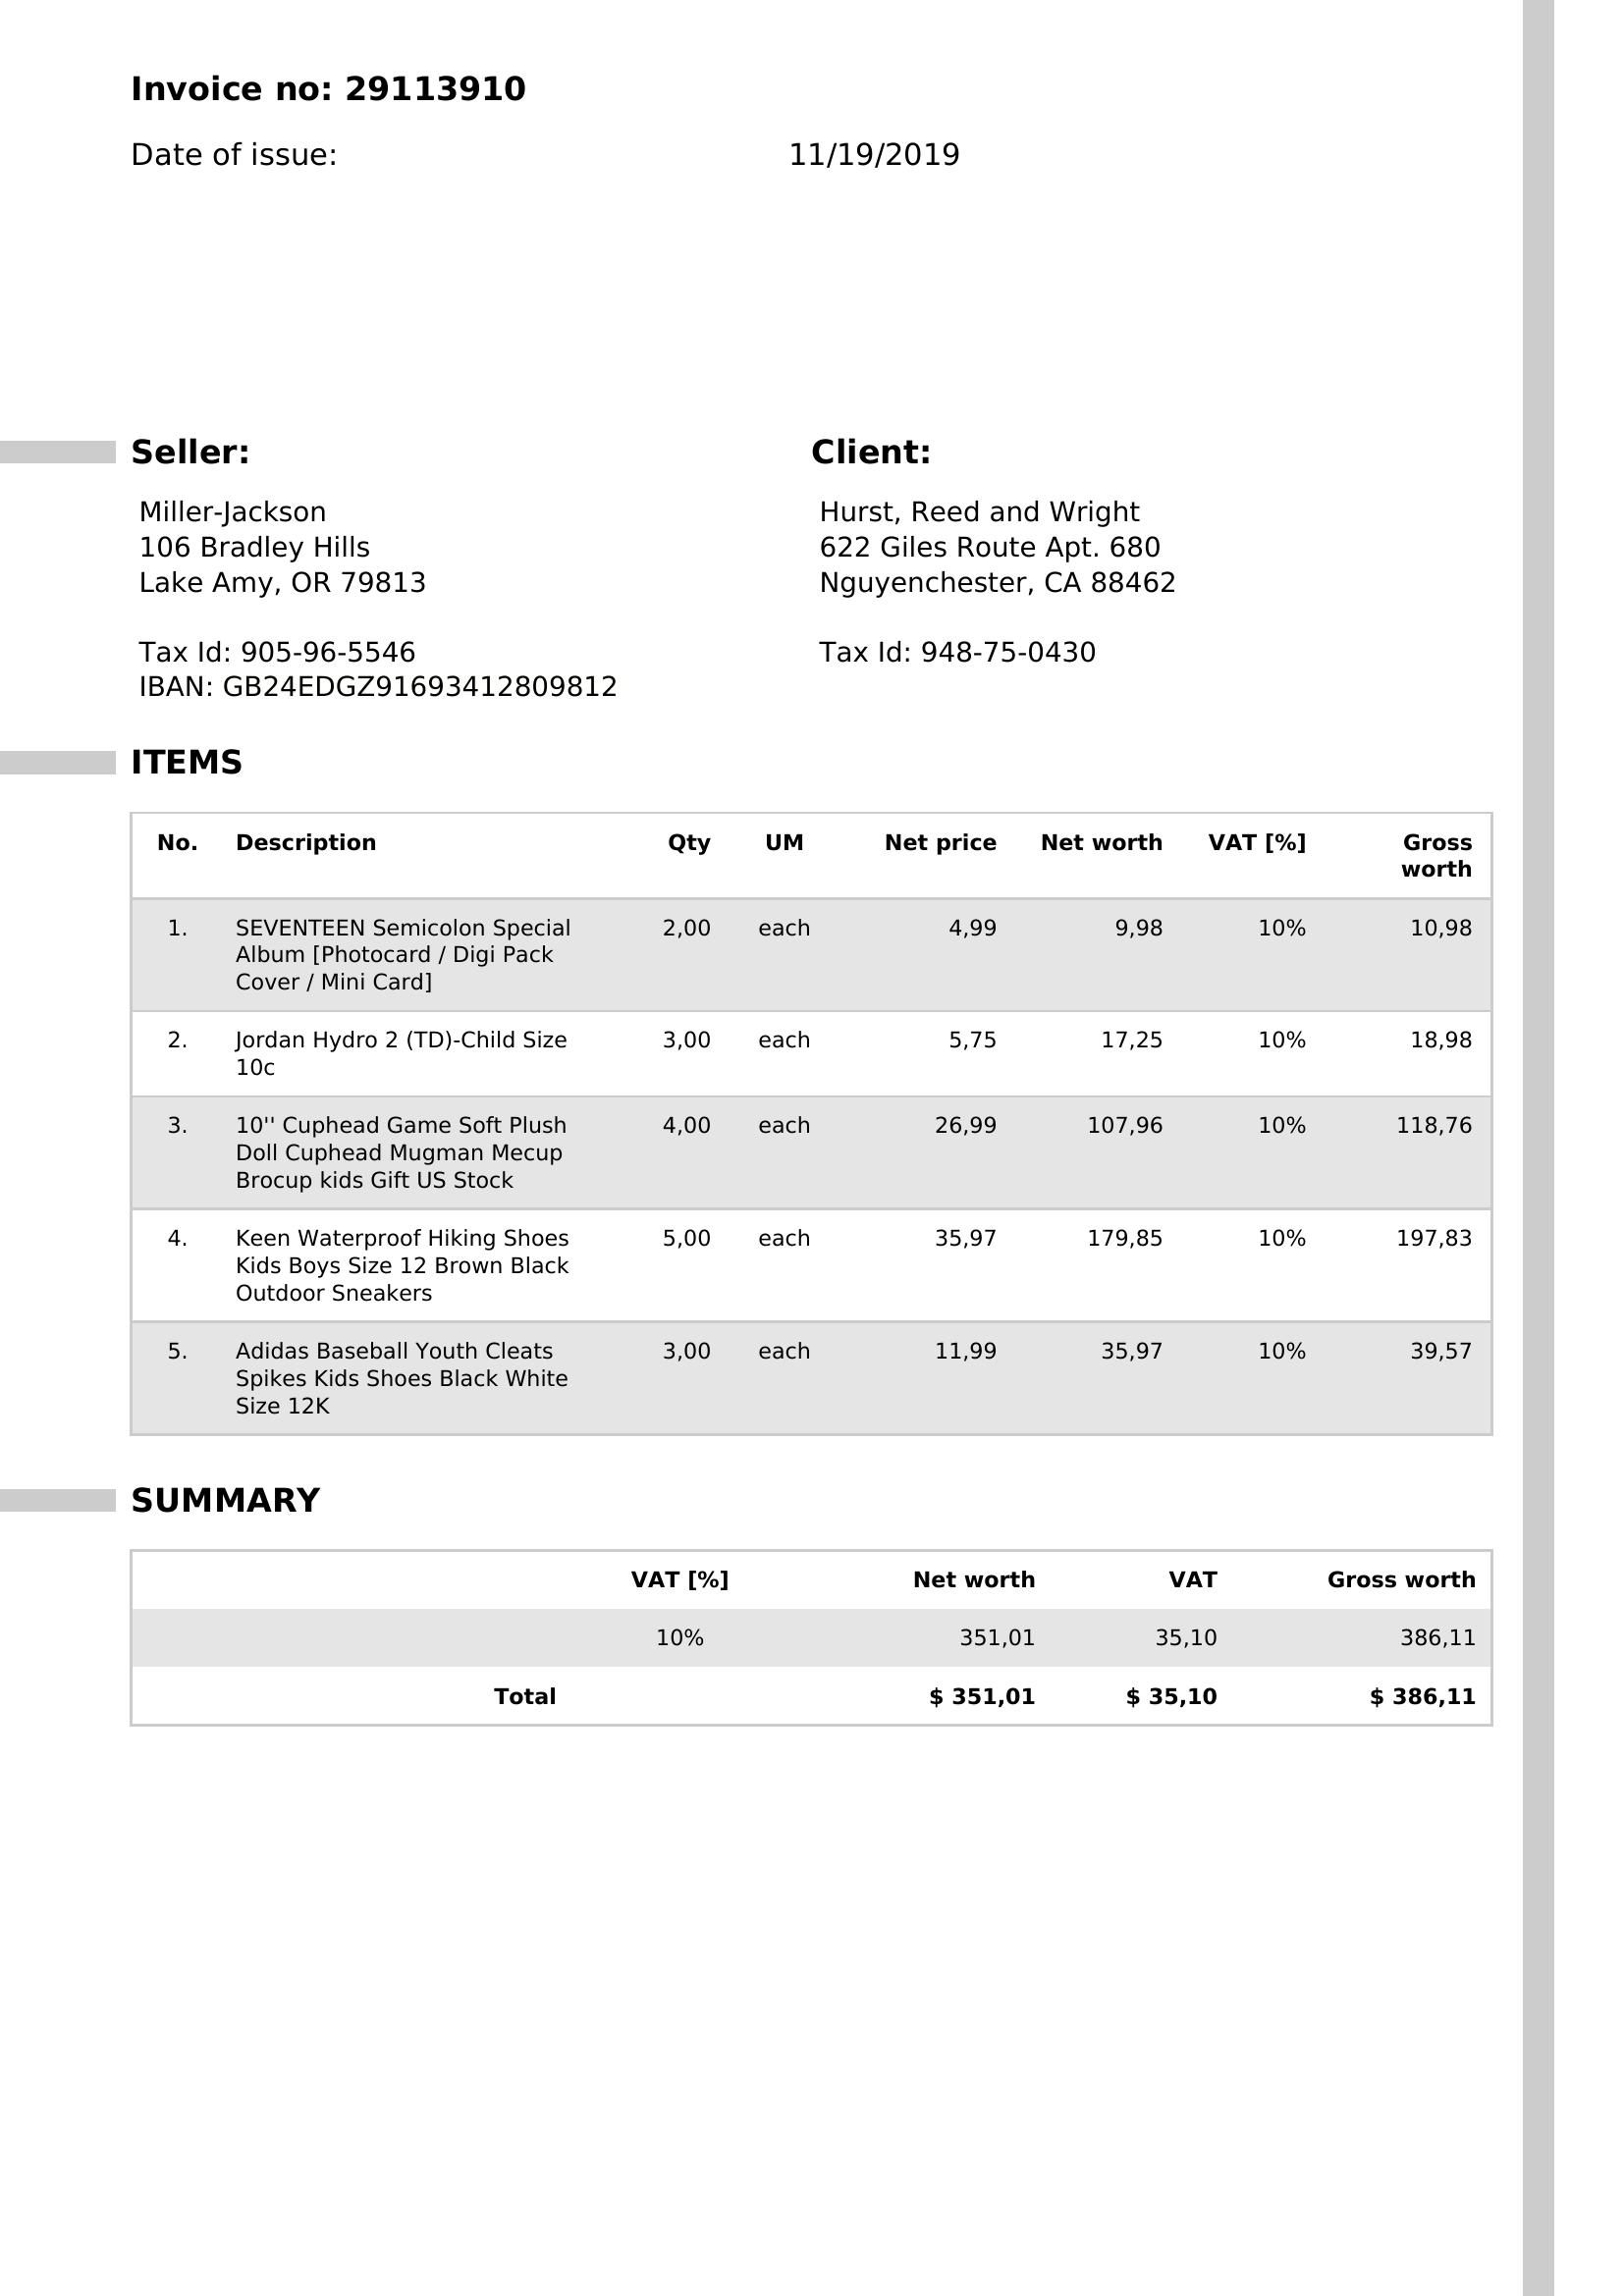 Invoice no: 29113910
Date of issue: 11/19/2019
Seller:
Miller-Jackson
106 Bradley Hills
Lake Amy, OR 79813
Tax Id: 905-96-5546
IBAN: GB24EDGZ91693412809812
Client:
Hurst, Reed and Wright
622 Giles Route Apt. 680
Nguyenchester, CA 88462
Tax Id: 948-75-0430
ITEMS
No. Description Qty UM Net price Net worth VAT [%] Gross
worth
1. SEVENTEEN Semicolon Special 2,00 each 4,99 9,98 10% 10,98
Album [Photocard / Digi Pack
Cover / Mini Card]
2. Jordan Hydro 2 (TD)-Child Size 3,00 each 5,75 17,25 10% 18,98
10c
3. 10'' Cuphead Game Soft Plush 4,00 each 26,99 107,96 10% 118,76
Doll Cuphead Mugman Mecup
Brocup kids Gift US Stock
4. Keen Waterproof Hiking Shoes 5,00 each 35,97 179,85 10% 197,83
Kids Boys Size 12 Brown Black
Outdoor Sneakers
5. Adidas Baseball Youth Cleats 3,00 each 11,99 35,97 10% 39,57
Spikes Kids Shoes Black White
Size 12K
SUMMARY
VAT [%] Net worth VAT Gross worth
10% 351,01 35,10 386,11
Total $ 351,01 $ 35,10 $ 386,11